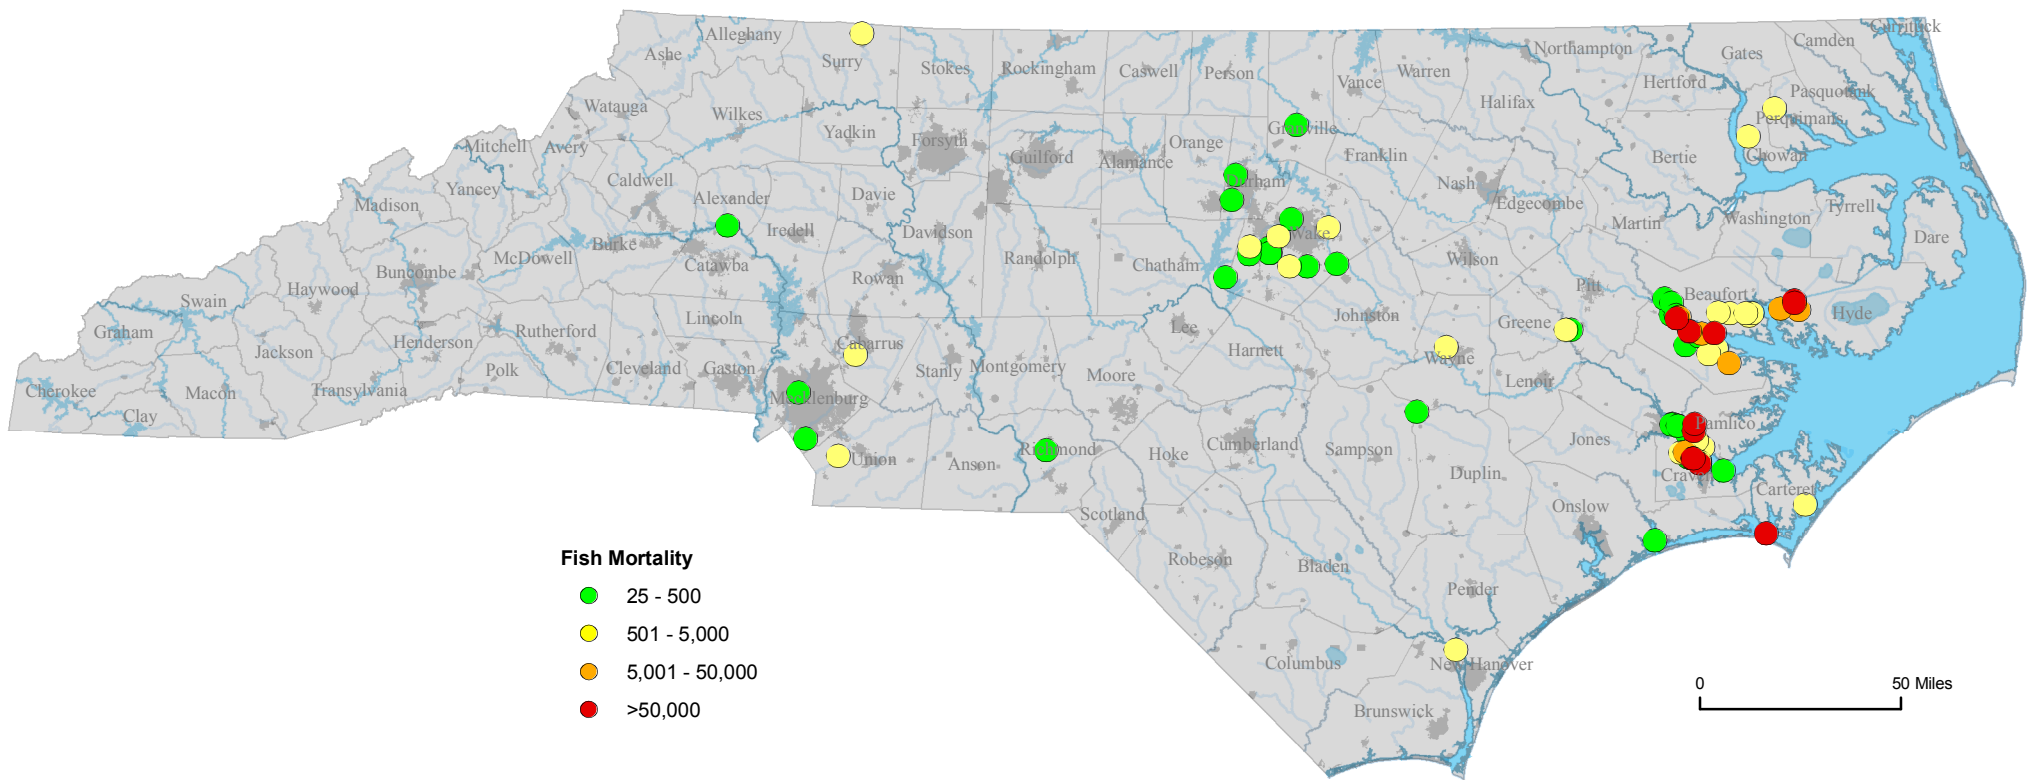 Currituck
Alleghany
Camden
Ashe
Northampton
Gates
Surry
Stokes
Rockingham
Caswell
Person
Vance
Warren
Hertford
Pasquotank
Watauga
Wilkes
Halifax
Perquimans
Yadkin
Forsyth
Granville
Orange
Mitchell
Avery
Guilford
Alamance
Franklin
Bertie
Chowan
Yancey
Caldwell
Durham
Nash
Edgecombe
Madison
Alexander
Davie
Martin
Washington
Tyrrell
Iredell
Davidson
Wake
Dare
Burke
McDowell
Catawba
Randolph
Chatham
Wilson
Buncombe
Rowan
Pitt
Haywood
Beaufort
Swain
Lincoln
Johnston
Hyde
Graham
Rutherford
Lee
Greene
Henderson
Cabarrus
Harnett
Wayne
Jackson
Cherokee
Macon
Transylvania
Polk
Cleveland
Gaston
Stanly
Montgomery
Moore
Lenoir
Mecklenburg
Clay
Pamlico
Richmond
Cumberland
Sampson
Jones
Union
Anson
Hoke
Duplin
Craven
Carteret
Scotland
Onslow
Fish Mortality
Robeson
Bladen
25 - 500
Pender
501 - 5,000
Columbus
New Hanover
5,001 - 50,000
0 50 Miles
>50,000
Brunswick